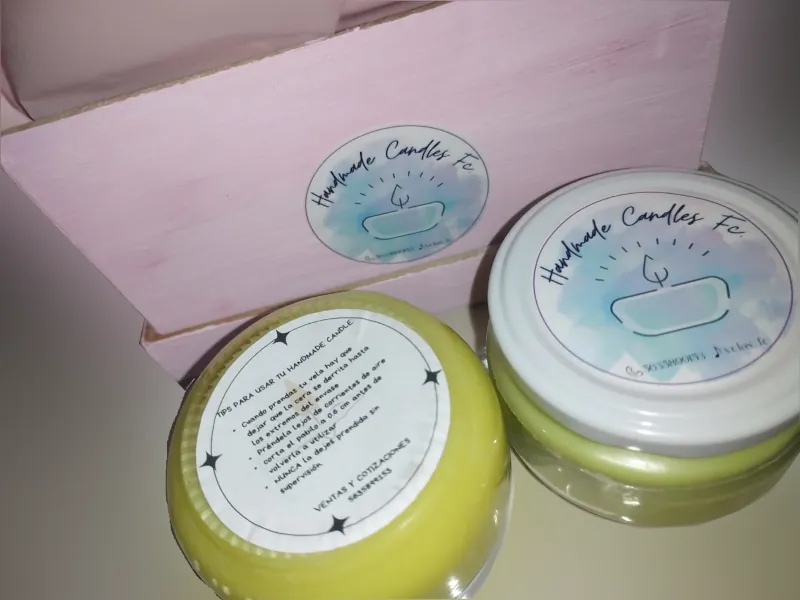 Handmade Candles Fc.
Handmade Candles Fc.
TIPS PARA USAR TU HANDMADE CANDLE
• Cuando prendas tu vela hay que
dejar que la cera se derrita hasta
los extremos del envase
• Préndela lejos de corrientes de aire
• corta el pabilo a 0.6 cm antes de
volverla a utilizar
• NUNCA la dejes prendida sin
supervisión
VENTAS Y COTIZACIONES